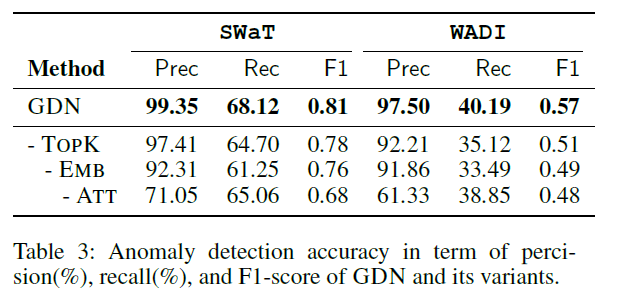 SWaT WADI
Method Prec Rec F1 Prec Rec F1
GDN 99.35 68.12 0.81 97.50 40.19 0.57
- TOPK 97.41 64.70 0.78 92.21 35.12 0.51
- EMB 92.31 61.25 0.76 91.86 33.49 0.49
- ATT 71.05 65.06 0.68 61.33 38.85 0.48
Table 3: Anomaly detection accuracy in term of perci-
sion(%), recall(%), and F1-score of GDN and its variants.